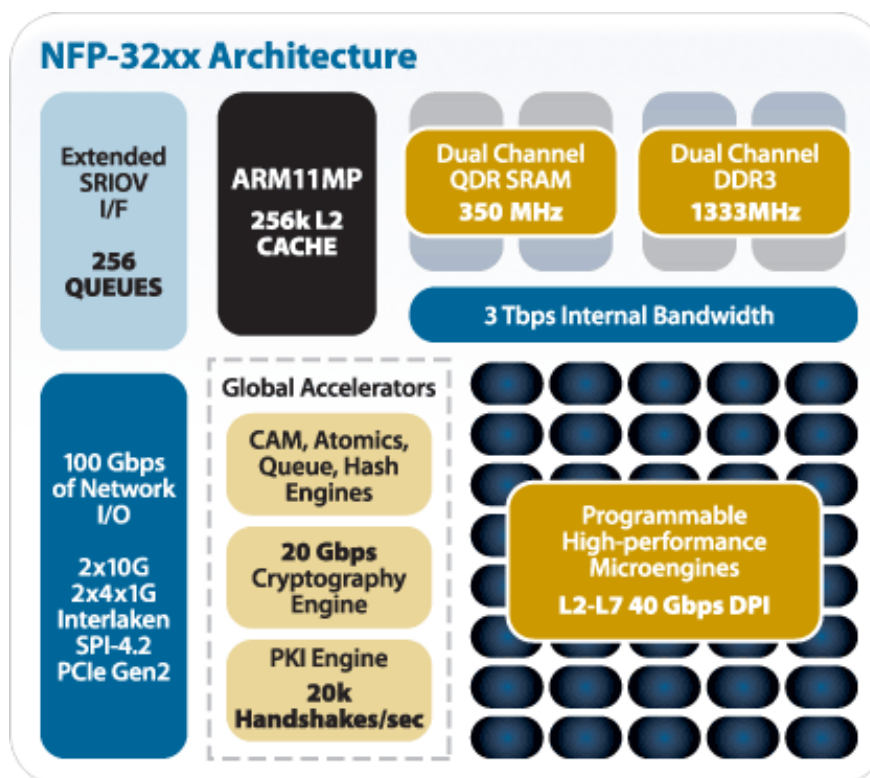 NFP-32xx Architecture
Extended
SRIOV
I/F
256
QUEUES
ARM11MP
256k L2
CACHE
Dual Channel
QDR SRAM
350 MHz
Dual Channel
DDR3
1333MHz
3 Tbps Internal Bandwidth
100 Gbps
of Network
I/O
2x10G
2x4x1G
Interlaken
SPI-4.2
PCIe Gen2
Global Accelerators
CAM, Atomics,
Queue, Hash
Engines
20 Gbps
Cryptography
Engine
PKI Engine
20k
Handshakes/sec
Programmable
High-performance
Microengines
L2-L7 40 Gbps DPI